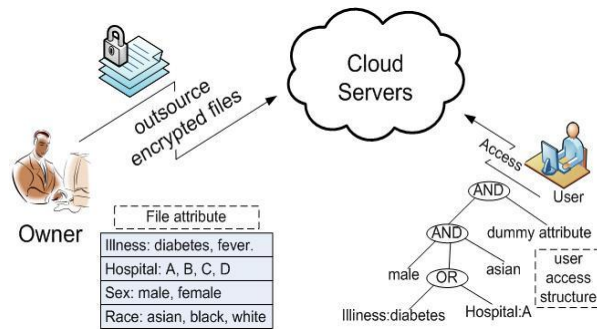 Cloud
Servers
outsource
encrypted files
Access
Owner
User
File attribute
Illness: diabetes, fever.
Hospital: A, B, C, D
Sex: male, female
Race: asian, black, white
AND
AND
dummy attribute
male
OR
asian
Illiness:diabetes
Hospital:A
user
access
structure